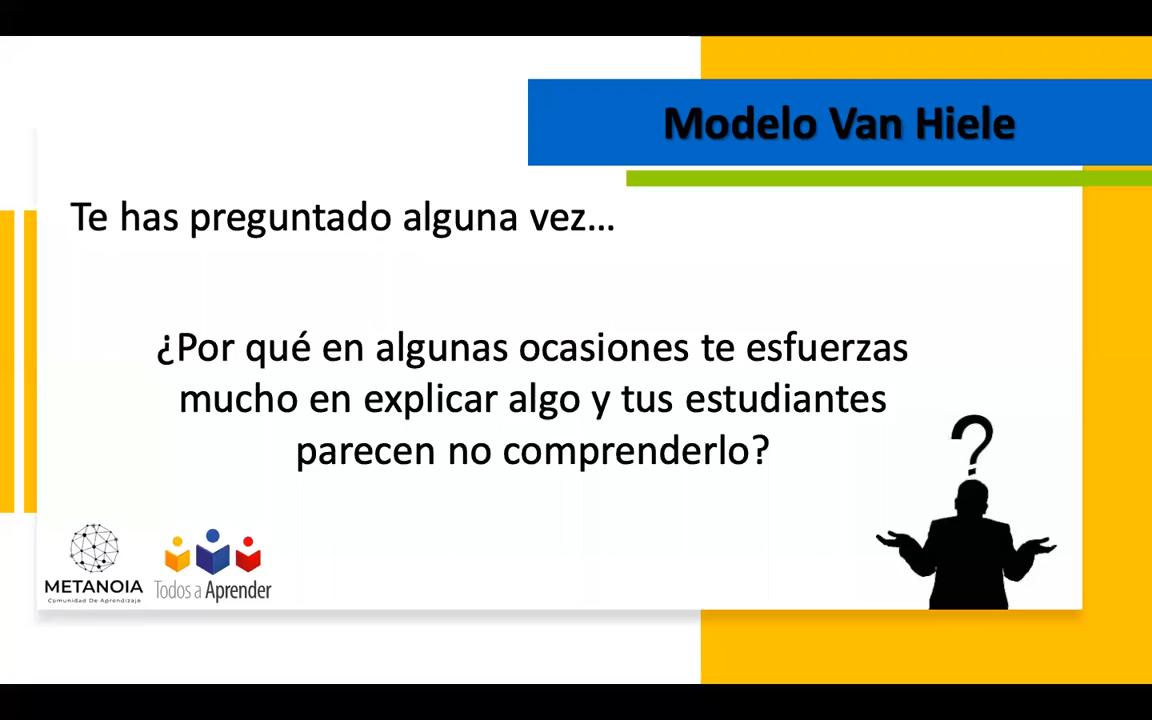 Modelo Van Hiele
Te has preguntado alguna vez...
¿Por qué en algunas ocasiones te esfuerzas
mucho en explicar algo y tus estudiantes
parecen no comprenderlo?
?
METANOIA
Comunidad De Aprendizaje
Todos a Aprender